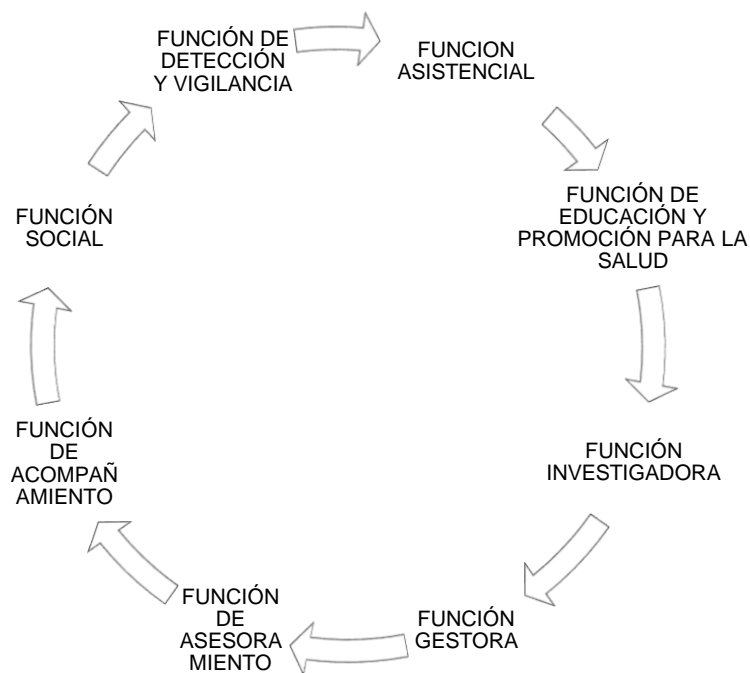 FUNCIÓN DE
DETECCIÓN
Y VIGILANCIA
FUNCION
ASISTENCIAL
FUNCIÓN DE
EDUCACIÓN Y
PROMOCIÓN PARA LA
SALUD
FUNCIÓN
INVESTIGADORA
FUNCIÓN
GESTORA
FUNCIÓN
DE
ASESORA
MIENTO
FUNCIÓN
DE
ACOMPAÑ
AMIENTO
FUNCIÓN
SOCIAL